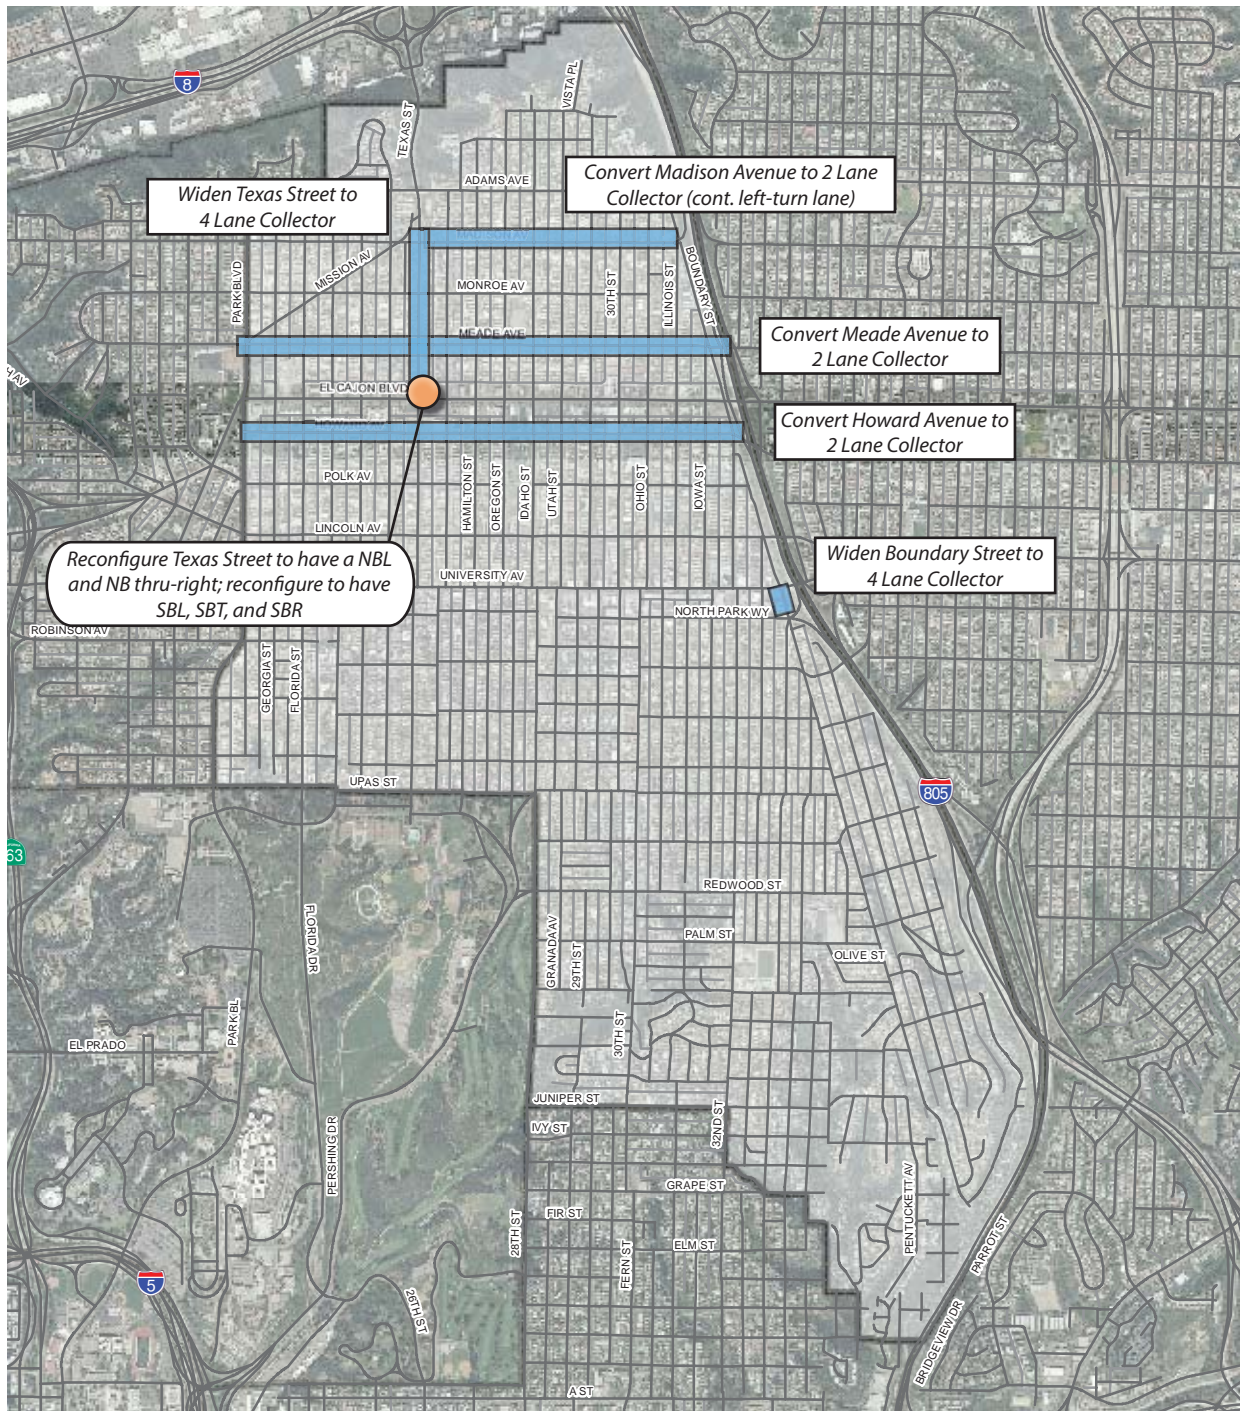 8
TEXAS ST
VISTA PL
ADAMS AVE
Widen Texas Street to
4 Lane Collector
Convert Madison Avenue to 2 Lane
Collector (cont. left-turn lane)
MADISON AV
MISSION AV
PARK BLVD
MONROE AV
30TH ST
ILLINOIS ST
BOUNDARY ST
MEADE AVE
Convert Meade Avenue to
2 Lane Collector
EL CAJON BLVD
HOWARD AV
Convert Howard Avenue to
2 Lane Collector
POLK AV
HAMILTON ST
OREGON ST
IDAHO ST
UTAH ST
OHIO ST
IOWA ST
LINCOLN AV
Reconfigure Texas Street to have a NBL
and NB thru-right; reconfigure to have
SBL, SBT, and SBR
UNIVERSITY AV
Widen Boundary Street to
4 Lane Collector
NORTH PARK WY
ROBINSON AV
GEORGIA ST
FLORIDA ST
UPAS ST
805
63
REDWOOD ST
FLORIDA DR
GRANADA AV
29TH ST
PALM ST
OLIVE ST
PARK BL
EL PRADO
30TH ST
JUNIPER ST
IVY ST
32ND ST
PERSHING DR
GRAPE ST
28TH ST
FIR ST
FERN ST
ELM ST
PENTUCKETT AV
PARROT ST
5
26TH ST
BRIDGEVIEW DR
A ST